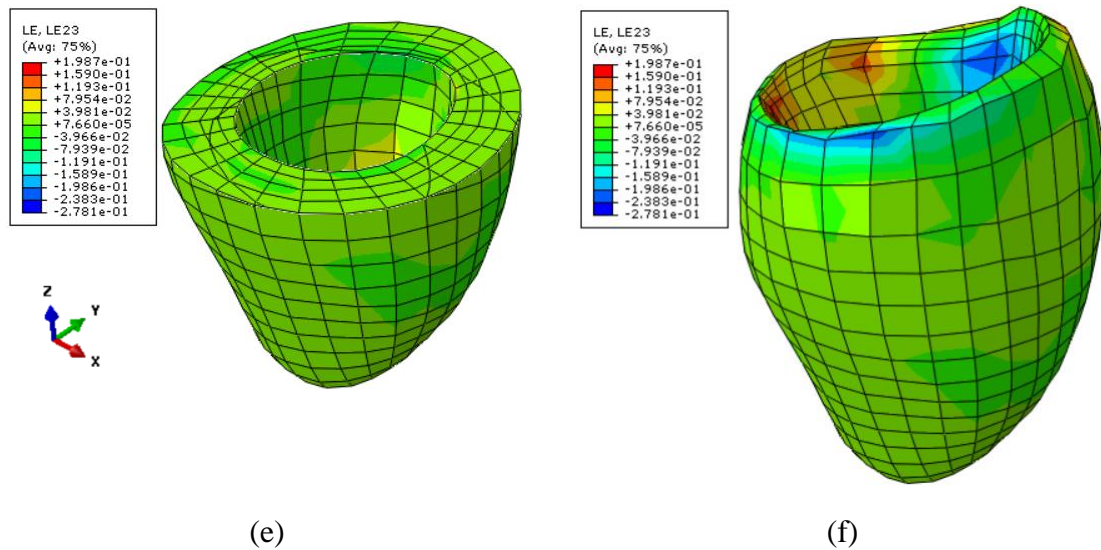 LE, LE23
(Avg: 75%)
+1.987e-01
+1.590e-01
+1.193e-01
+7.954e-02
+3.981e-02
+7.660e-05
-3.966e-02
-7.939e-02
-1.191e-01
-1.589e-01
-1.986e-01
-2.383e-01
-2.781e-01
Z
Y
X
(e)
LE, LE23
(Avg: 75%)
+1.987e-01
+1.590e-01
+1.193e-01
+7.954e-02
+3.981e-02
+7.660e-05
-3.966e-02
-7.939e-02
-1.191e-01
-1.589e-01
-1.986e-01
-2.383e-01
-2.781e-01
(f)